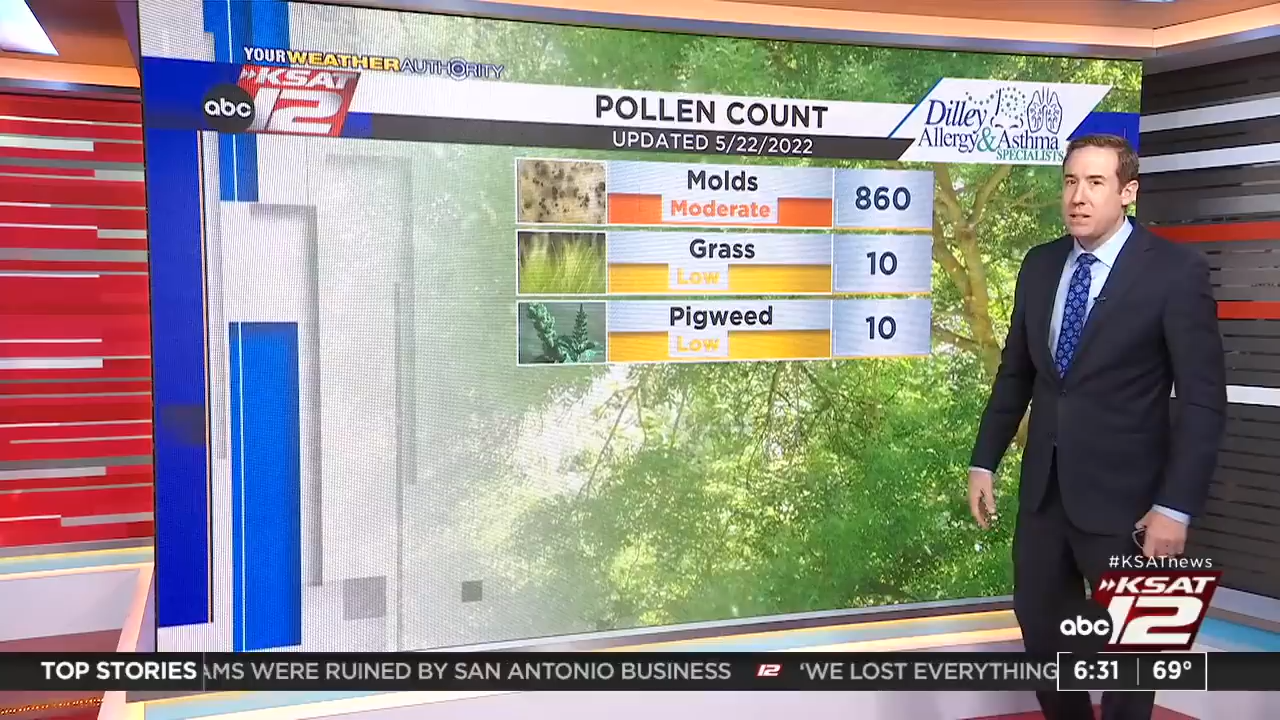 YOUR WEATHER AUTHORITY
abc KSAT 12
POLLEN COUNT
UPDATED 5/22/2022
Dilley
Allergy & Asthma
SPECIALISTS
Molds
Moderate
860
Grass
Low
10
Pigweed
Low
10
#KSATnews
KSAT
abc 12
TOP STORIES AMS WERE RUINED BY SAN ANTONIO BUSINESS 12 ‘WE LOST EVERYTHING 6:31 69°